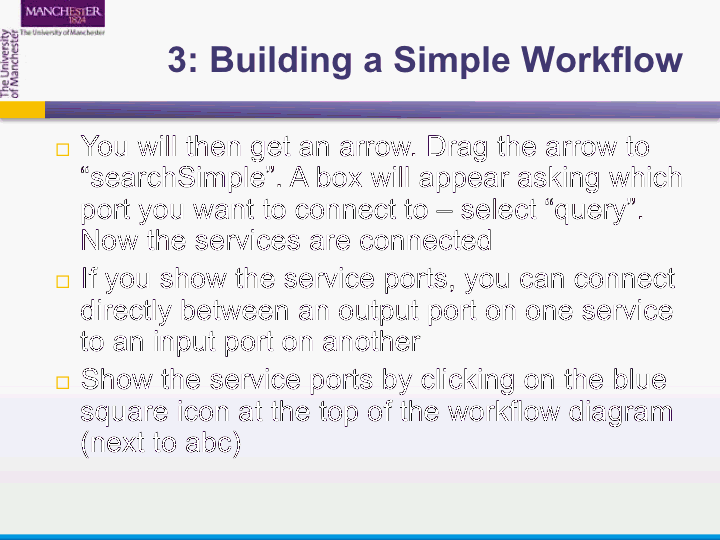 MANCHESTER
1824
The University of Manchester
The University
of Manchester
3: Building a Simple Workflow
You will then get an arrow. Drag the arrow to
“searchSimple”. A box will appear asking which
port you want to connect to – select “query”.
Now the services are connected
If you show the service ports, you can connect
directly between an output port on one service
to an input port on another
Show the service ports by clicking on the blue
square icon at the top of the workflow diagram
(next to abc)